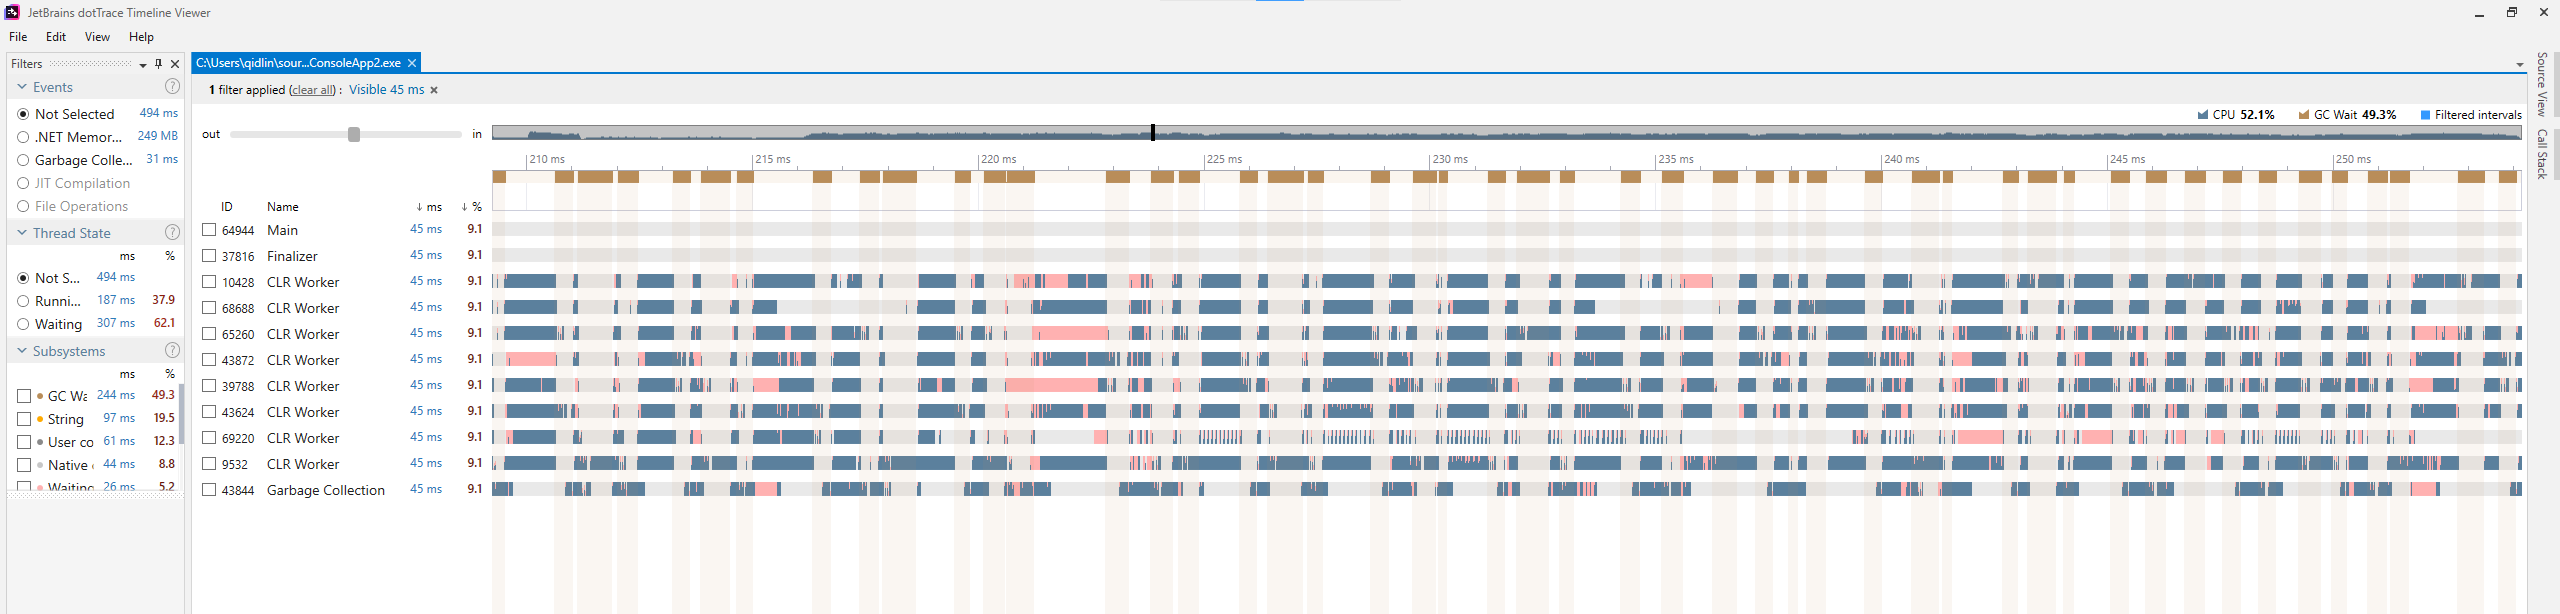 JetBrains dotTrace Timeline Viewer
File Edit View Help
Filters
C:\Users\qidlin\sour...ConsoleApp2.exe
Events ?
Not Selected 494 ms
.NET Memor... 249 MB
Garbage Colle... 31 ms
JIT Compilation
File Operations
Thread State ?
ms %
Not S... 494 ms
Runni... 187 ms 37.9
Waiting 307 ms 62.1
Subsystems ?
ms %
GC Wa 244 ms 49.3
String 97 ms 19.5
User co 61 ms 12.3
Native 44 ms 8.8
Waiting 26 ms 5.2
1 filter applied (clear all) : Visible 45 ms
CPU 52.1% GC Wait 49.3% Filtered intervals
out in
210 ms 215 ms 220 ms 225 ms 230 ms 235 ms 240 ms 245 ms 250 ms
ID Name ↓ ms ↓ %
64944 Main 45 ms 9.1
37816 Finalizer 45 ms 9.1
10428 CLR Worker 45 ms 9.1
68688 CLR Worker 45 ms 9.1
65260 CLR Worker 45 ms 9.1
43872 CLR Worker 45 ms 9.1
39788 CLR Worker 45 ms 9.1
43624 CLR Worker 45 ms 9.1
69220 CLR Worker 45 ms 9.1
9532 CLR Worker 45 ms 9.1
43844 Garbage Collection 45 ms 9.1
Source View
Call Stack